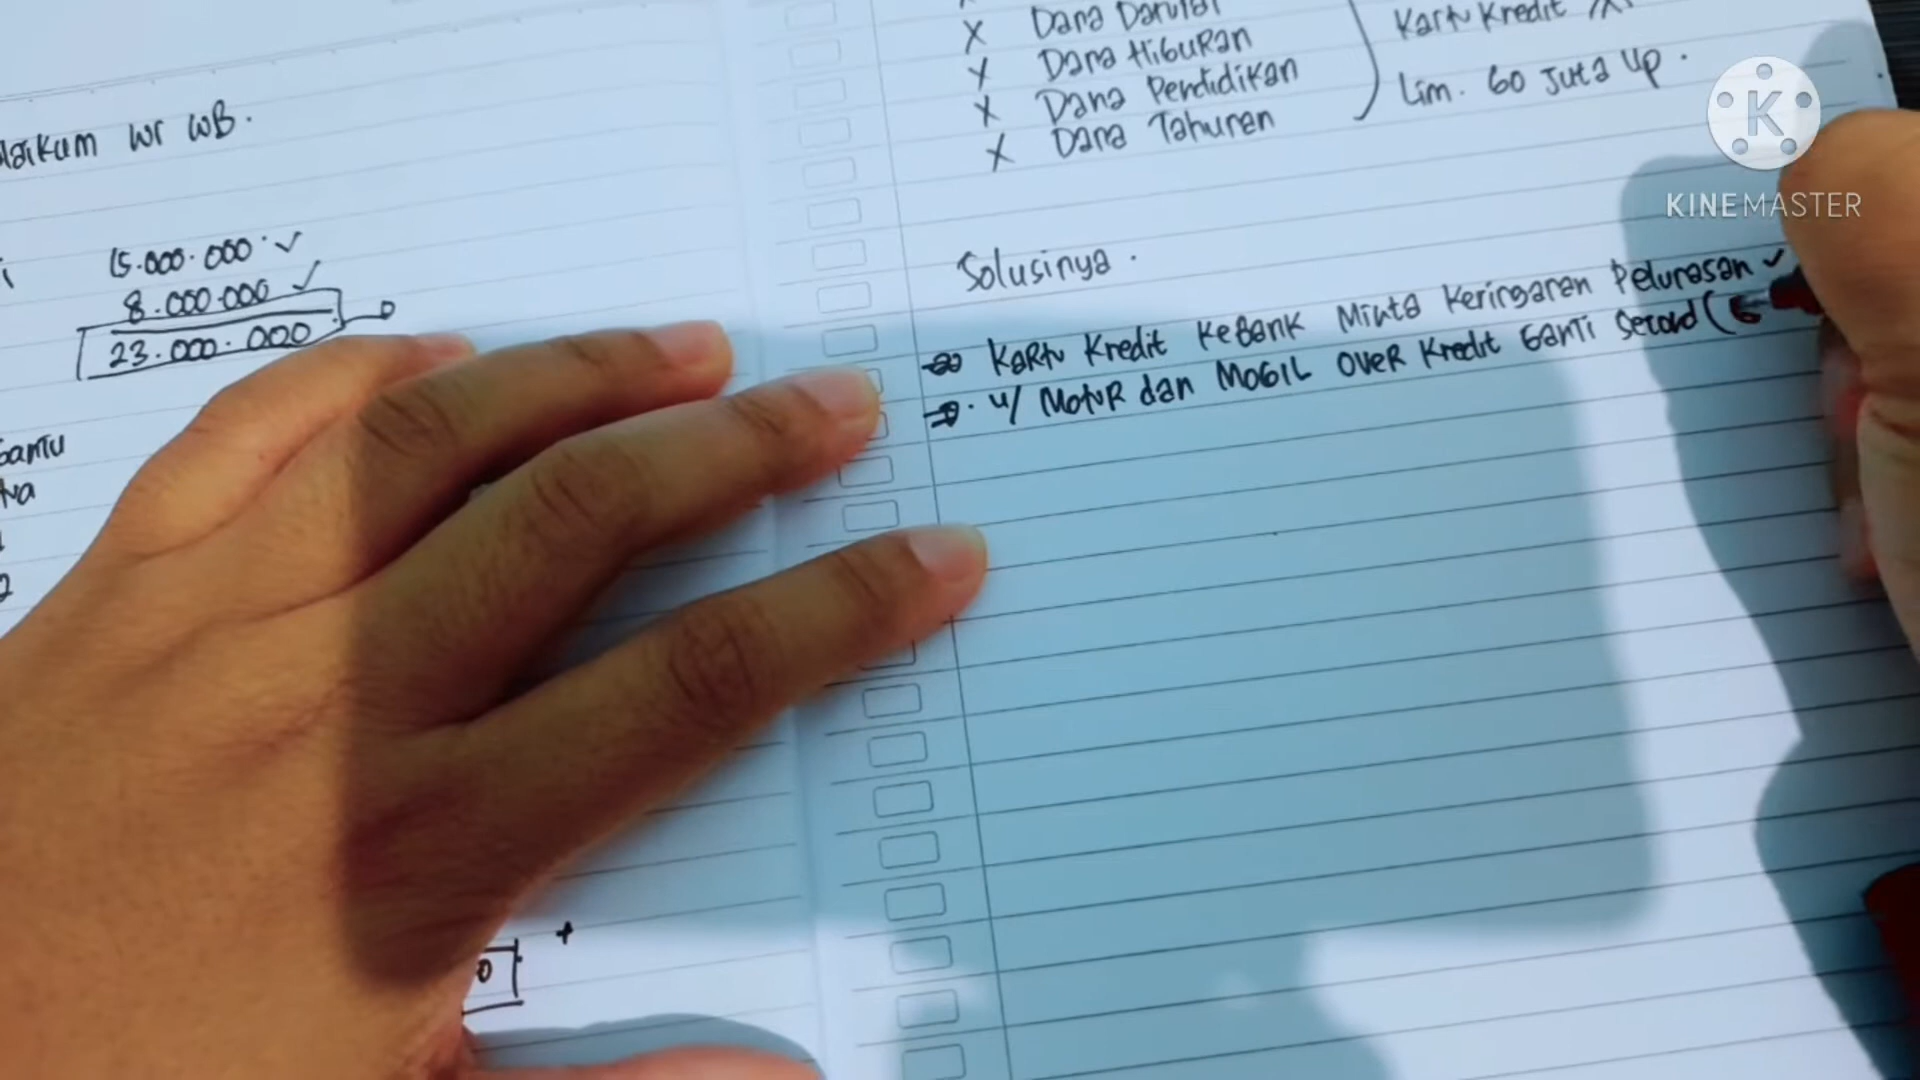 laikum wr WB.
15.000.000
8.000.000
23.000.000
X Dana Darurat
X Dana Hiburan
X Dana Pendidikan
X Dana Tahunan
Kartu Kredit
Lim. 60 Juta Up.
KINEMASTER
Solusinya.
Kartu Kredit KeBank Minta Keringanan Pelunasan
u/ Motor dan MOBIL OVER Kredit Ganti Second (